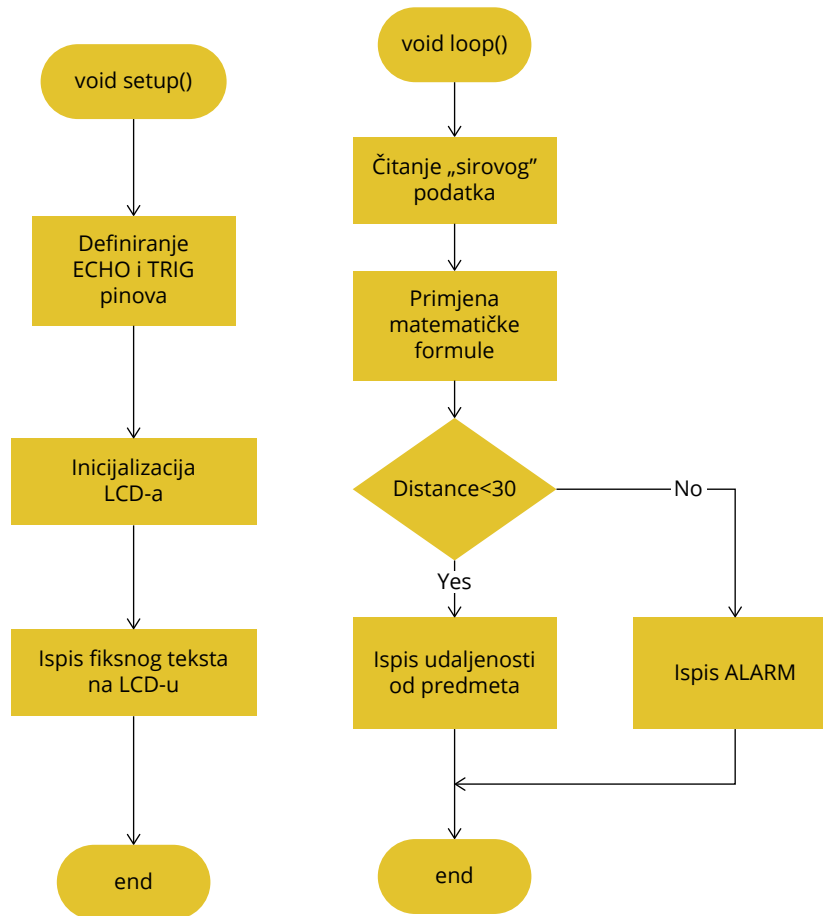 void setup()
Definiranje
ECHO i TRIG
pinova
Inicijalizacija
LCD-a
Ispis fiksnog teksta
na LCD-u
end
void loop()
Čitanje „sirovog”
podatka
Primjena
matematičke
formule
Distance<30
No
Yes
Ispis udaljenosti
od predmeta
Ispis ALARM
end